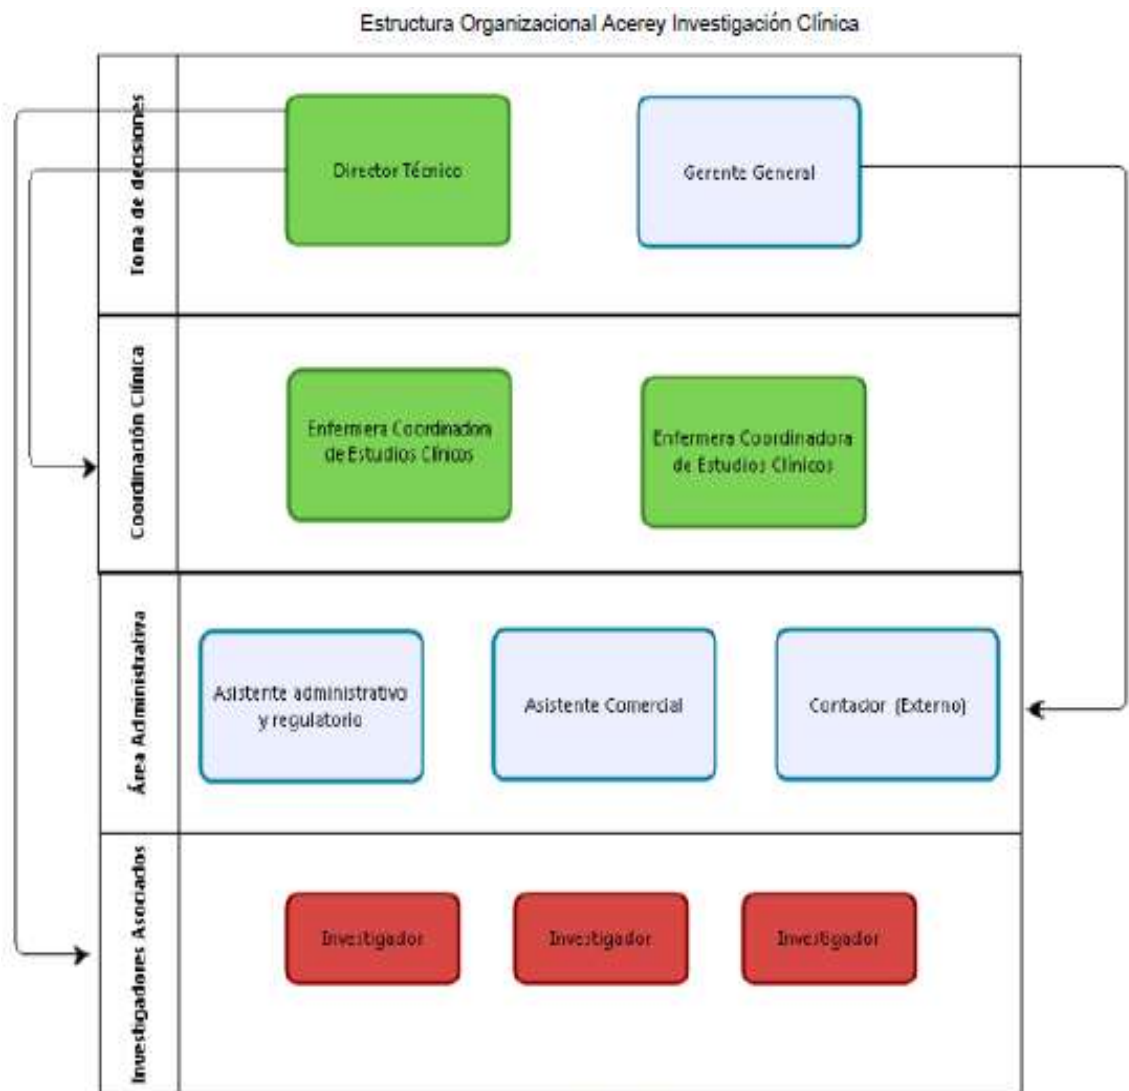 Estructura Organizacional Acerey Investigación Clínica
Toma de decisiones
Director Técnico
Gerente General
Coordinación Clínica
Enfermera Coordinadora
de Estudios Clínicos
Enfermera Coordinadora
de Estudios Clínicos
Área Administrativa
Asistente administrativo
y regulatorio
Asistente Comercial
Contador (Externo)
Investigadores Asociados
Investigador
Investigador
Investigador